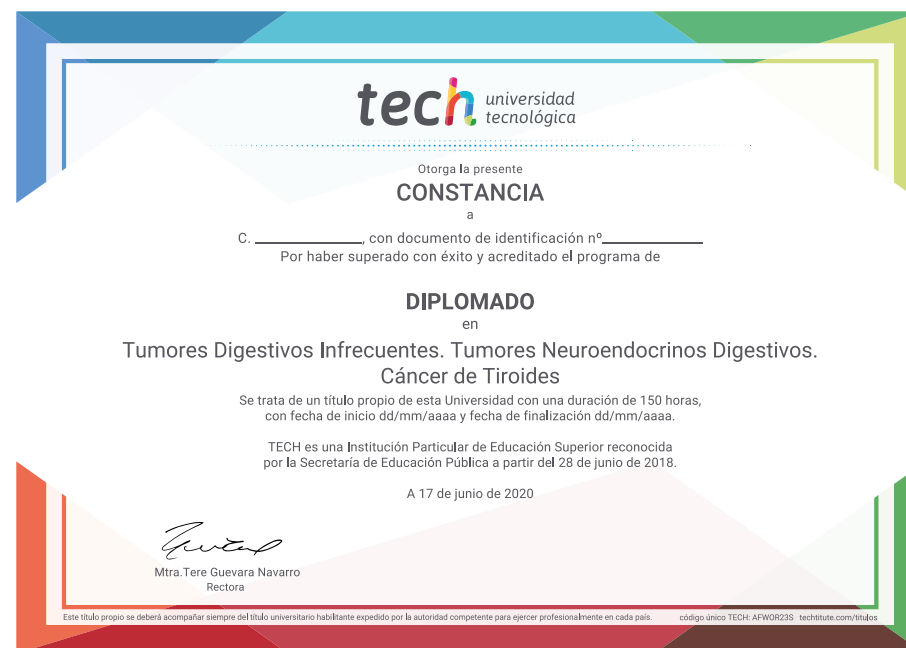 tech universidad
tecnológica
Otorga la presente
CONSTANCIA
a
C. ____________, con documento de identificación nº____________
Por haber superado con éxito y acreditado el programa de
DIPLOMADO
en
Tumores Digestivos Infrecuentes. Tumores Neuroendocrinos Digestivos.
Cáncer de Tiroides
Se trata de un título propio de esta Universidad con una duración de 150 horas,
con fecha de inicio dd/mm/aaaa y fecha de finalización dd/mm/aaaa.
TECH es una Institución Particular de Educación Superior reconocida
por la Secretaría de Educación Pública a partir del 28 de junio de 2018.
A 17 de junio de 2020
Mtra.Tere Guevara Navarro
Rectora
Este título propio se deberá acompañar siempre del título universitario habilitante expedido por la autoridad competente para ejercer profesionalmente en cada país. código único TECH: AFWOR23S techtitute.com/titulos